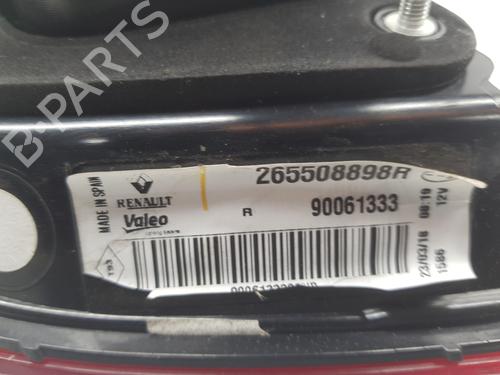 B-PARTS
MADE IN SPAIN
RENAULT
Valeo
265508898R
R 90061333
08:19 12V
23/03/18 1586